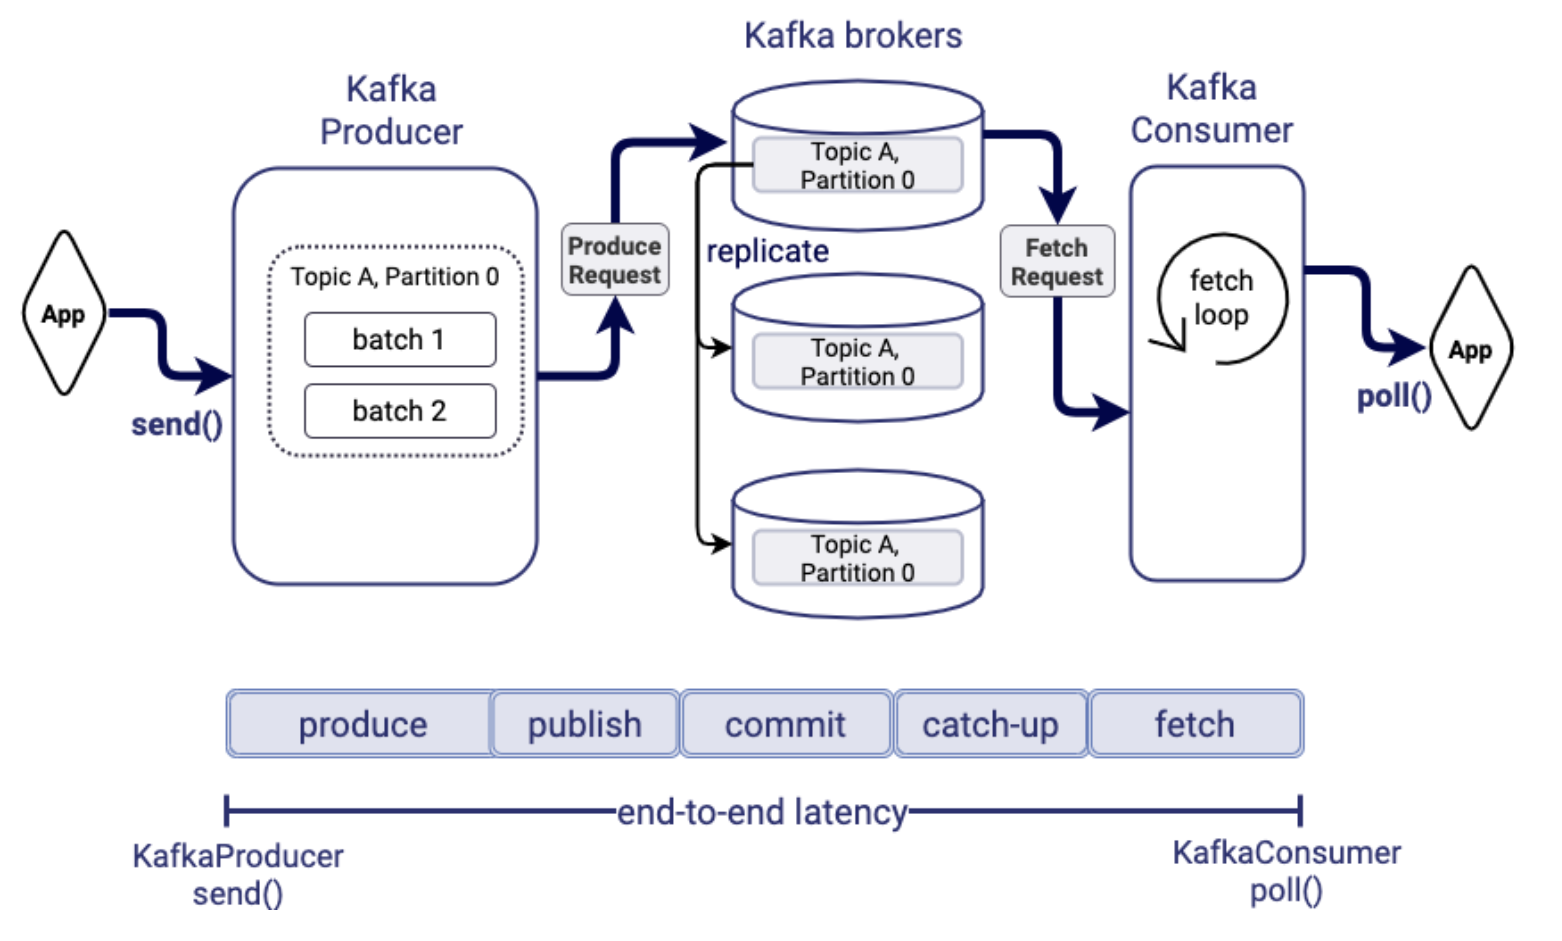 Kafka brokers
Kafka
Producer
Kafka
Consumer
App
send()
Topic A, Partition 0
batch 1
batch 2
Produce
Request
Topic A,
Partition 0
replicate
Topic A,
Partition 0
Topic A,
Partition 0
Fetch
Request
fetch
loop
App
poll()
produce
publish
commit
catch-up
fetch
end-to-end latency
KafkaProducer
send()
KafkaConsumer
poll()